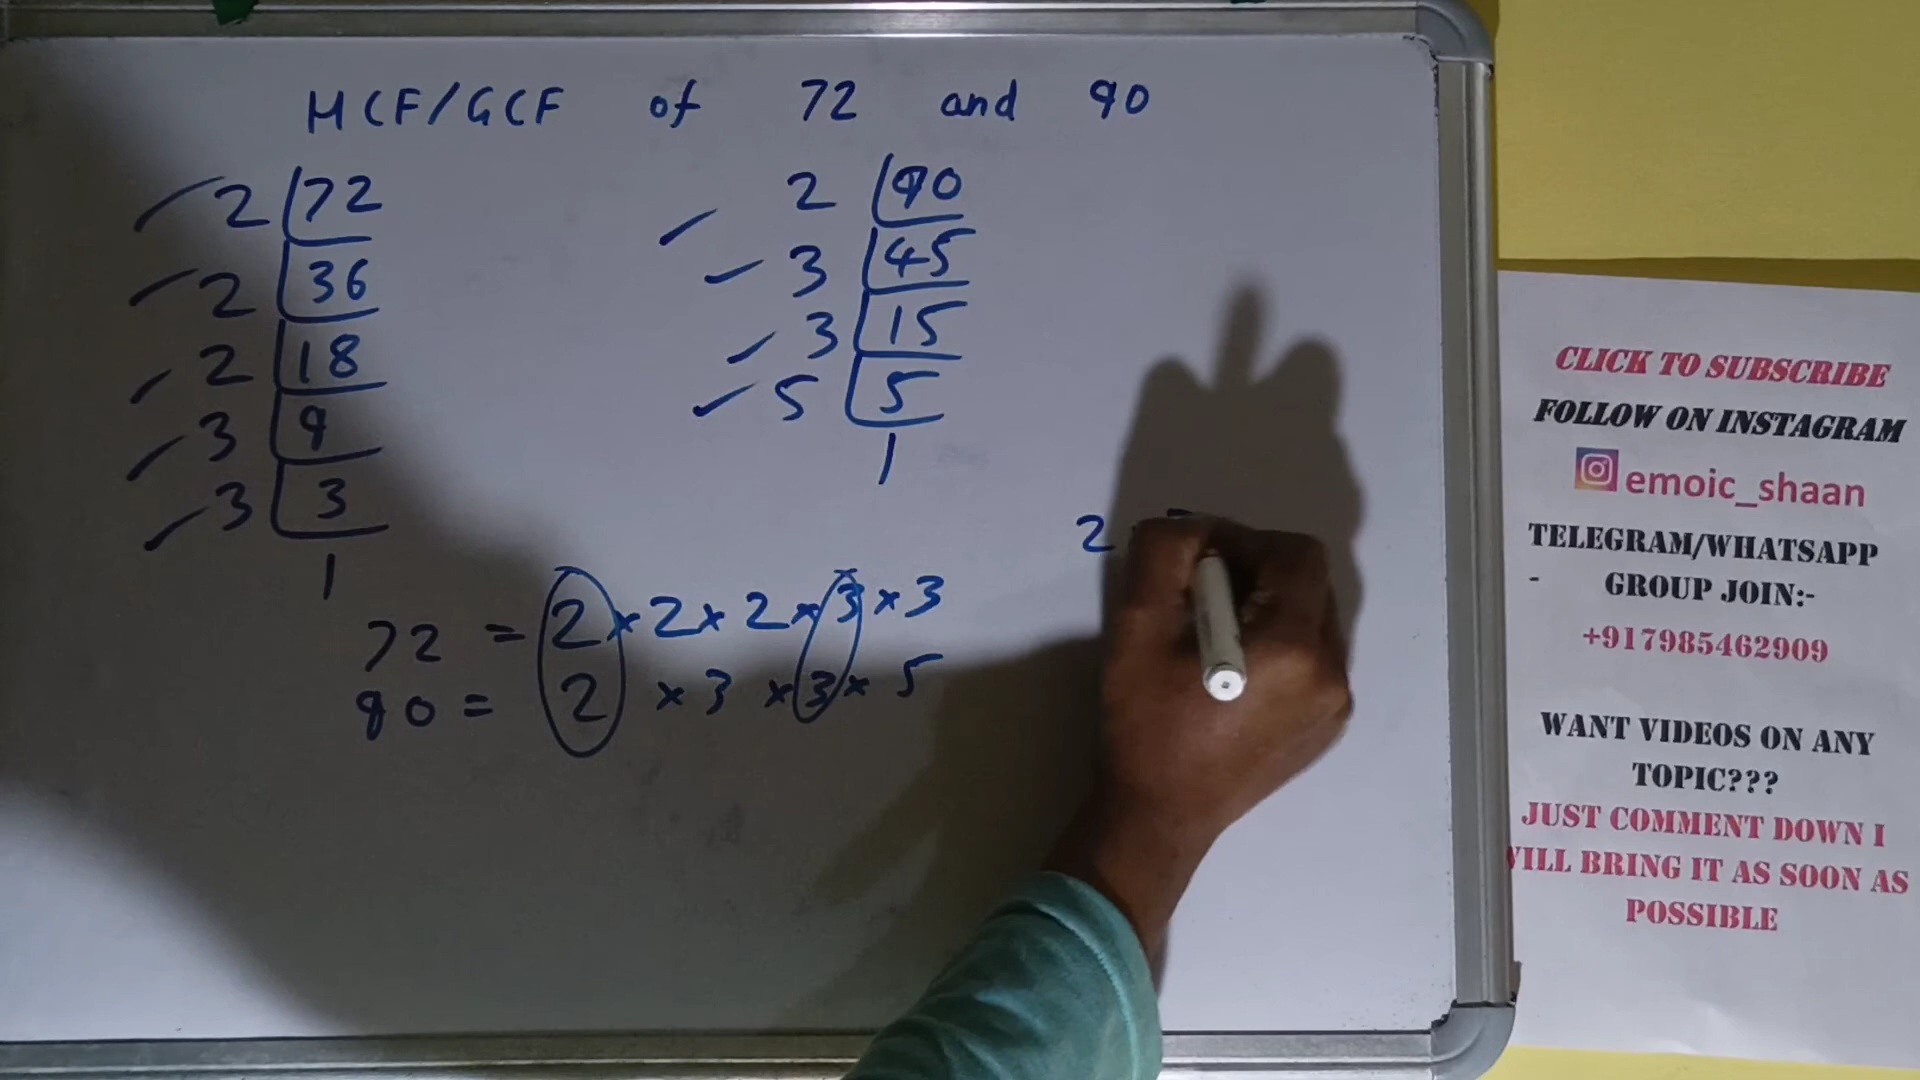 HCF/GCF of 72 and 90
2 72
2 36
2 18
3 9
3 3
1
2 90
3 45
3 15
5 5
1
2
72 = 2 × 2 × 2 × 3 × 3
90 = 2 × 3 × 3 × 5
CLICK TO SUBSCRIBE
FOLLOW ON INSTAGRAM
emoic_shaan
TELEGRAM/WHATSAPP
- GROUP JOIN:-
+917985462909
WANT VIDEOS ON ANY
TOPIC???
JUST COMMENT DOWN I
WILL BRING IT AS SOON AS
POSSIBLE